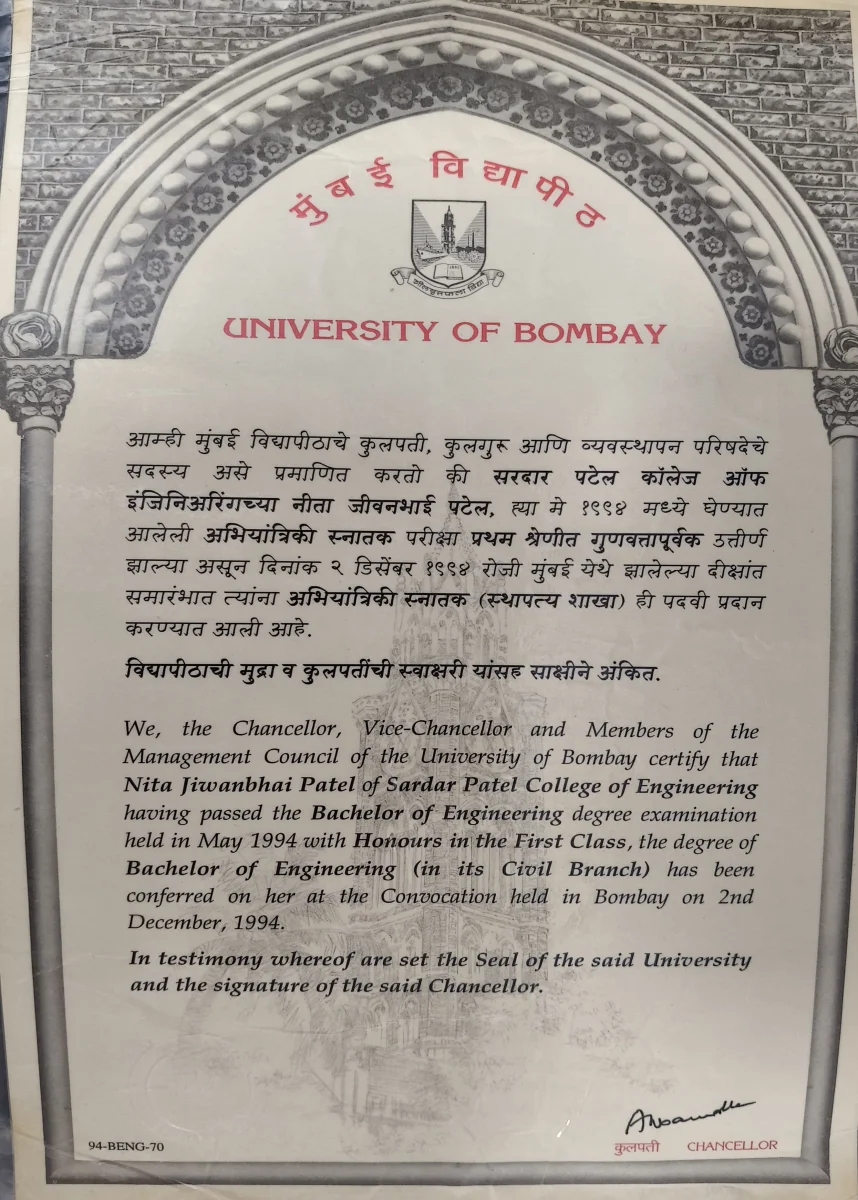 मुंबई विद्यापीठ
शीलवृतफला विद्या
UNIVERSITY OF BOMBAY
आम्ही मुंबई विद्यापीठाचे कुलपती, कुलगुरू आणि व्यवस्थापन परिषदेचे
सदस्य असे प्रमाणित करतो की सरदार पटेल कॉलेज ऑफ
इंजिनिअरिंगच्या नीता जीवनभाई पटेल, ह्या मे १९९४ मध्ये घेण्यात
आलेली अभियांत्रिकी स्नातक परीक्षा प्रथम श्रेणीत गुणवत्तापूर्वक उत्तीर्ण
झाल्या असून दिनांक २ डिसेंबर १९९४ रोजी मुंबई येथे झालेल्या दीक्षांत
समारंभात त्यांना अभियांत्रिकी स्नातक (स्थापत्य शाखा) ही पदवी प्रदान
करण्यात आली आहे.
विद्यापीठाची मुद्रा व कुलपतींची स्वाक्षरी यांसह साक्षीने अंकित.
We, the Chancellor, Vice-Chancellor and Members of the
Management Council of the University of Bombay certify that
Nita Jiwanbhai Patel of Sardar Patel College of Engineering
having passed the Bachelor of Engineering degree examination
held in May 1994 with Honours in the First Class, the degree of
Bachelor of Engineering (in its Civil Branch) has been
conferred on her at the Convocation held in Bombay on 2nd
December, 1994.
In testimony whereof are set the Seal of the said University
and the signature of the said Chancellor.
94-BENG-70
कुलपती CHANCELLOR